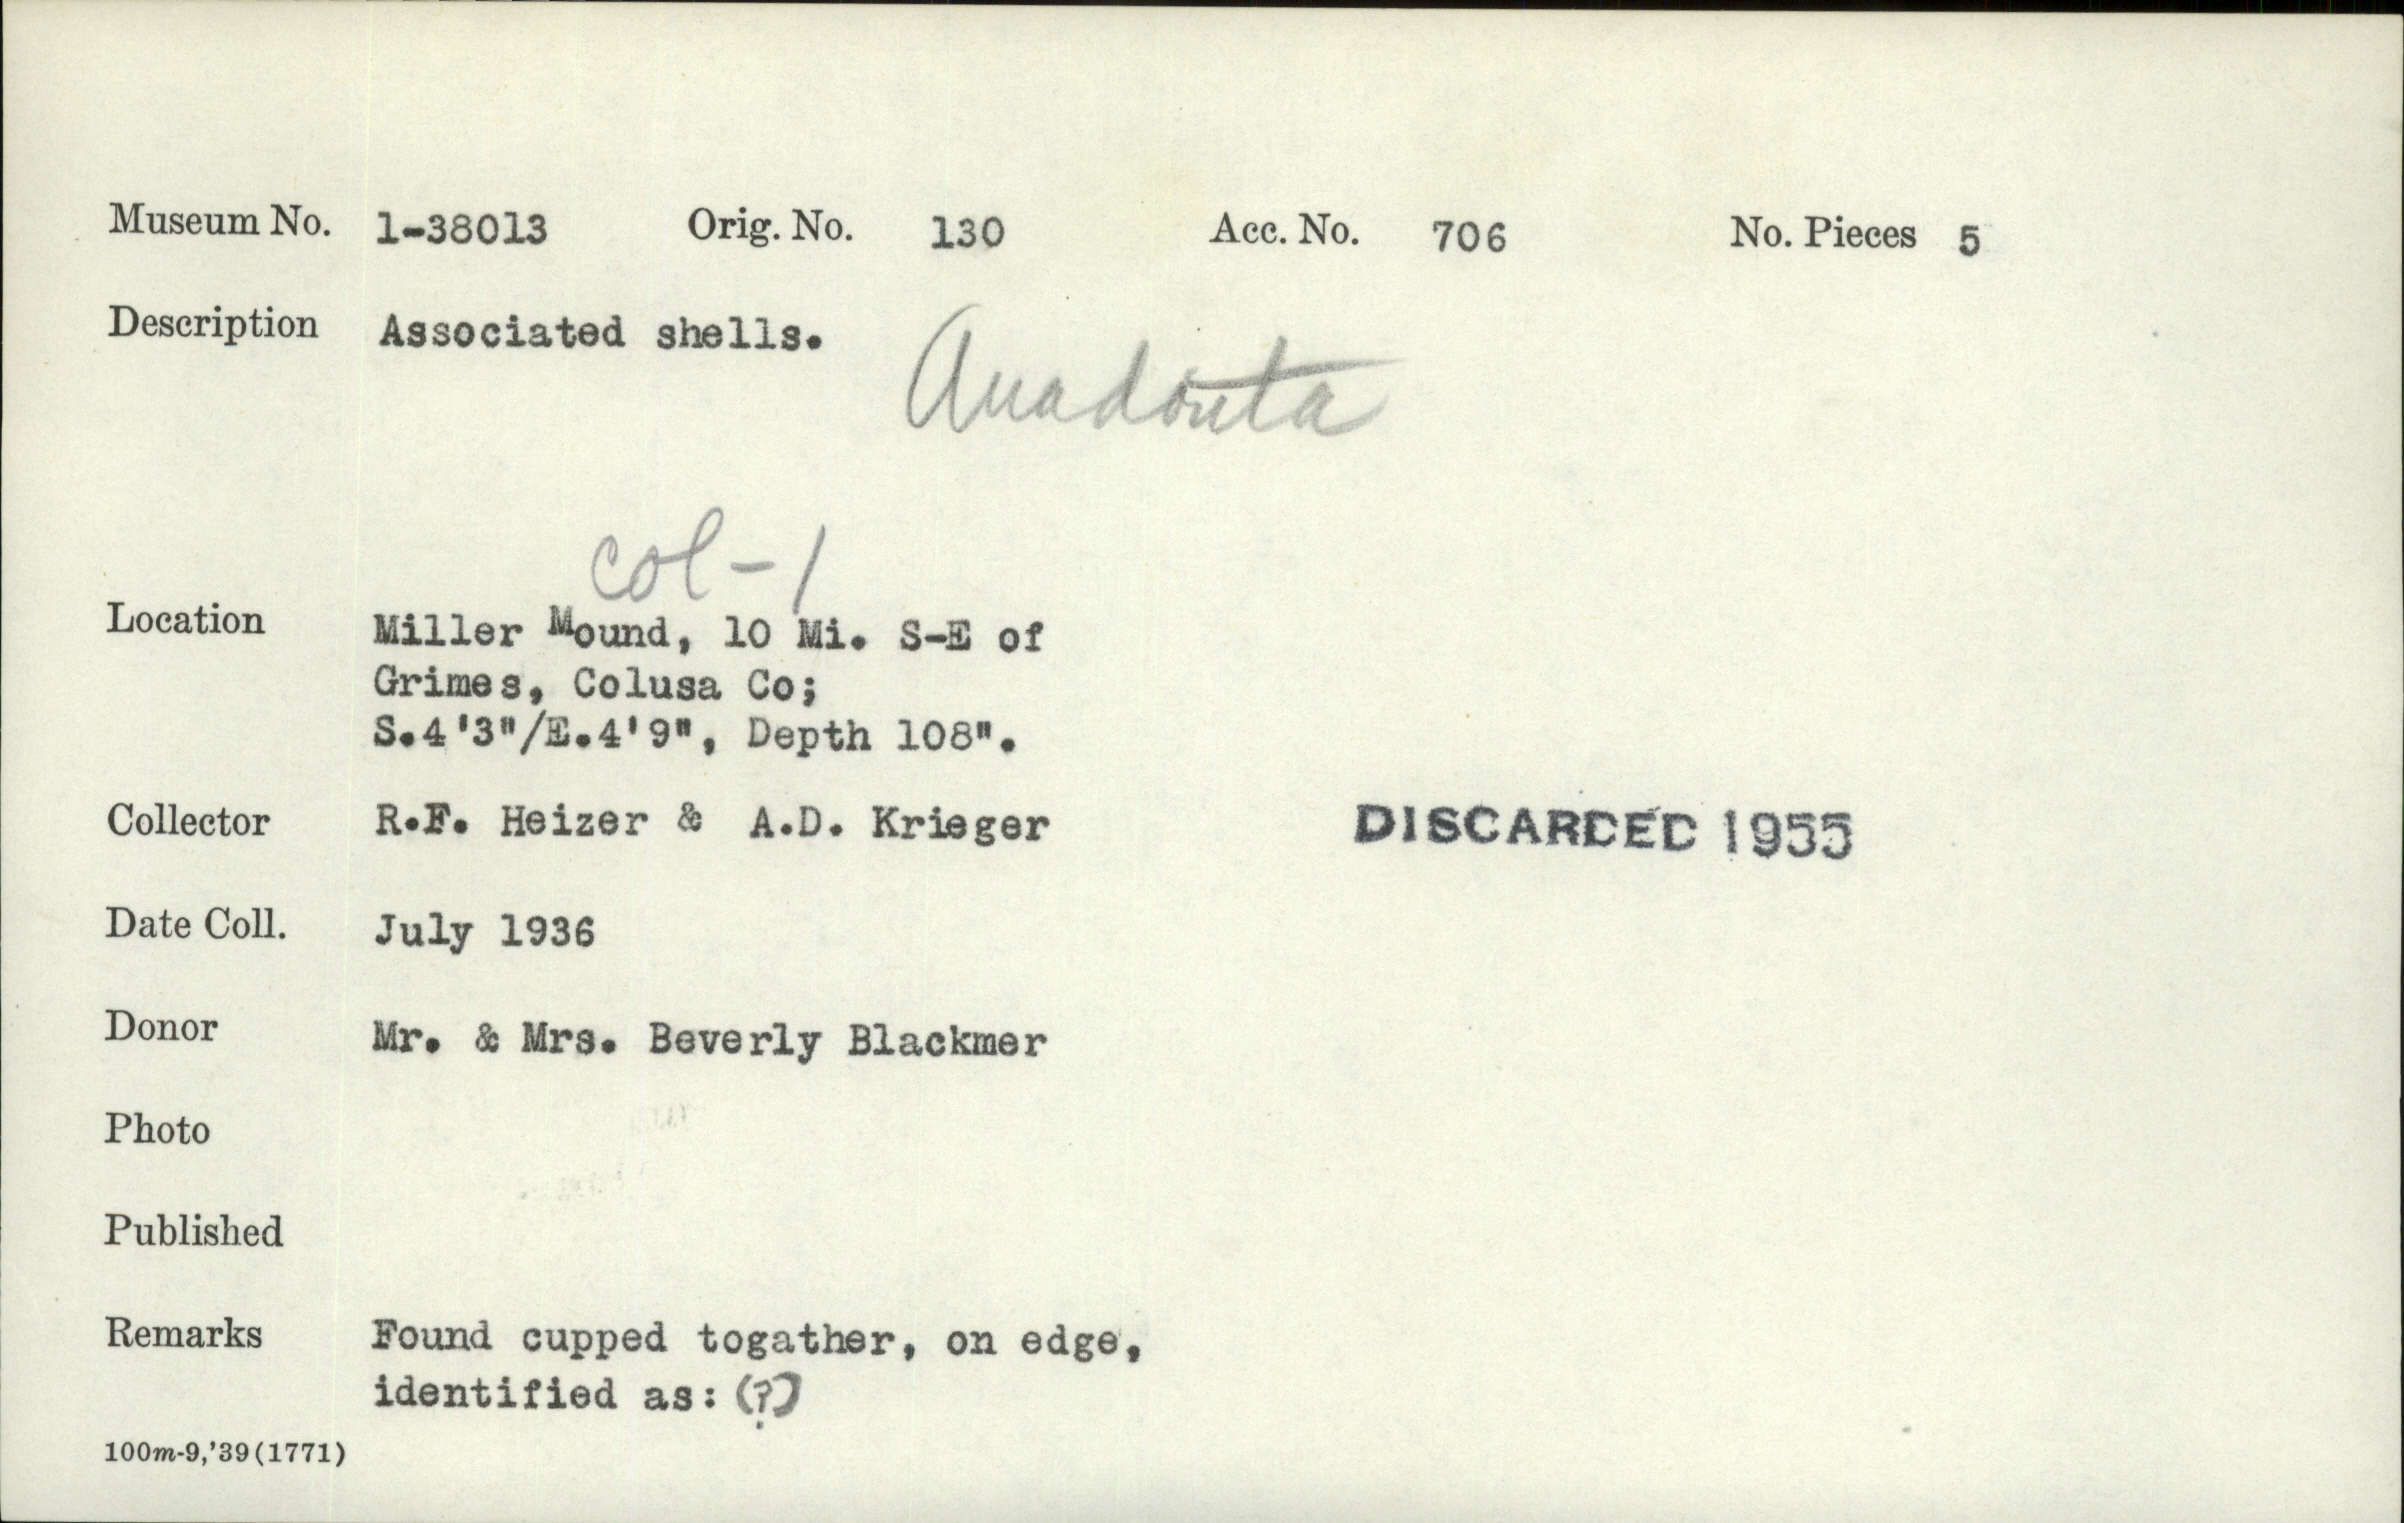 Museum No. 1-38013 Orig. No. 130 Acc. No. 706 No. Pieces 5
Description Associated shells.
Anadonta
col-1
Location Miller Mound, 10 Mi. S-E of
Grimes, Colusa Co;
S.4'3"/E.4'9", Depth 108".
Collector R.F. Heizer & A.D. Krieger
DISCARDED 1955
Date Coll. July 1936
Donor Mr. & Mrs. Beverly Blackmer
Photo
Published
Remarks Found cupped togather, on edge,
identified as: (?)
100m-9,'39(1771)